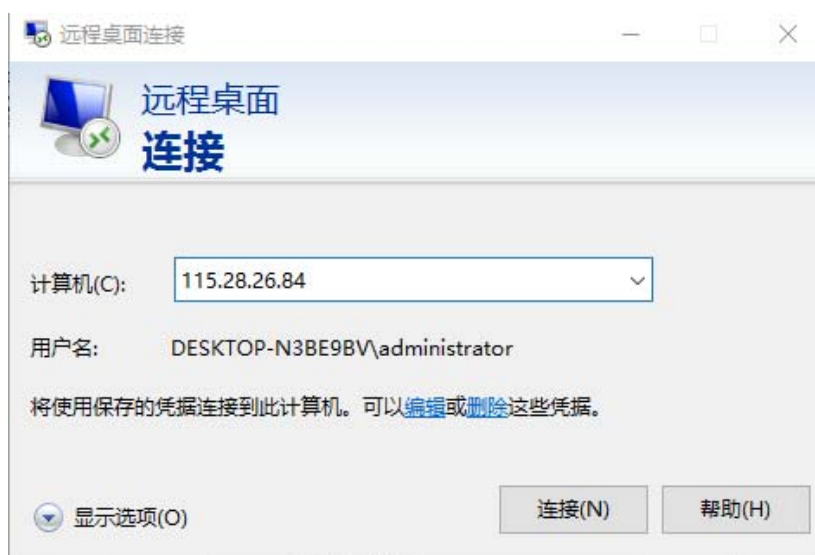 远程桌面连接
远程桌面
连接
计算机(C): 115.28.26.84
用户名: DESKTOP-N3BE9BV\administrator
将使用保存的凭据连接到此计算机。可以编辑或删除这些凭据。
显示选项(O) 连接(N) 帮助(H)